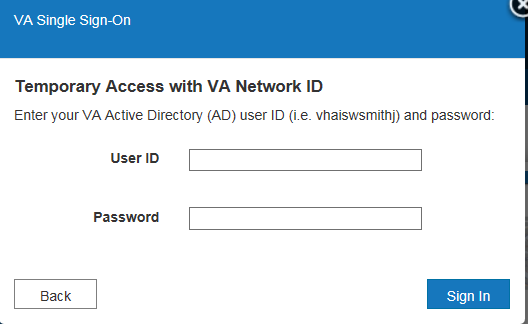 VA Single Sign-On
Temporary Access with VA Network ID
Enter your VA Active Directory (AD) user ID (i.e. vhaiswsmithj) and password:
User ID
Password
Back
Sign In